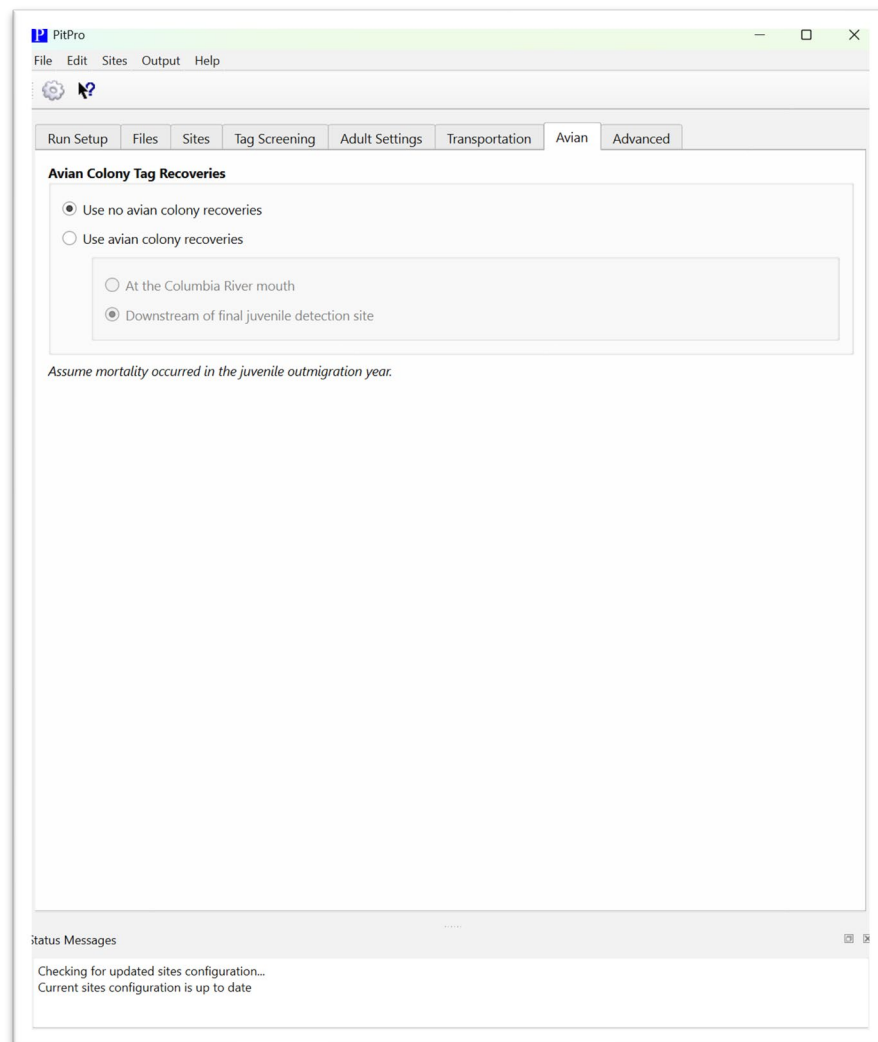 P PitPro
File Edit Sites Output Help
?
Run Setup Files Sites Tag Screening Adult Settings Transportation Avian Advanced
Avian Colony Tag Recoveries
Use no avian colony recoveries
Use avian colony recoveries
At the Columbia River mouth
Downstream of final juvenile detection site
Assume mortality occurred in the juvenile outmigration year.
Status Messages
Checking for updated sites configuration...
Current sites configuration is up to date